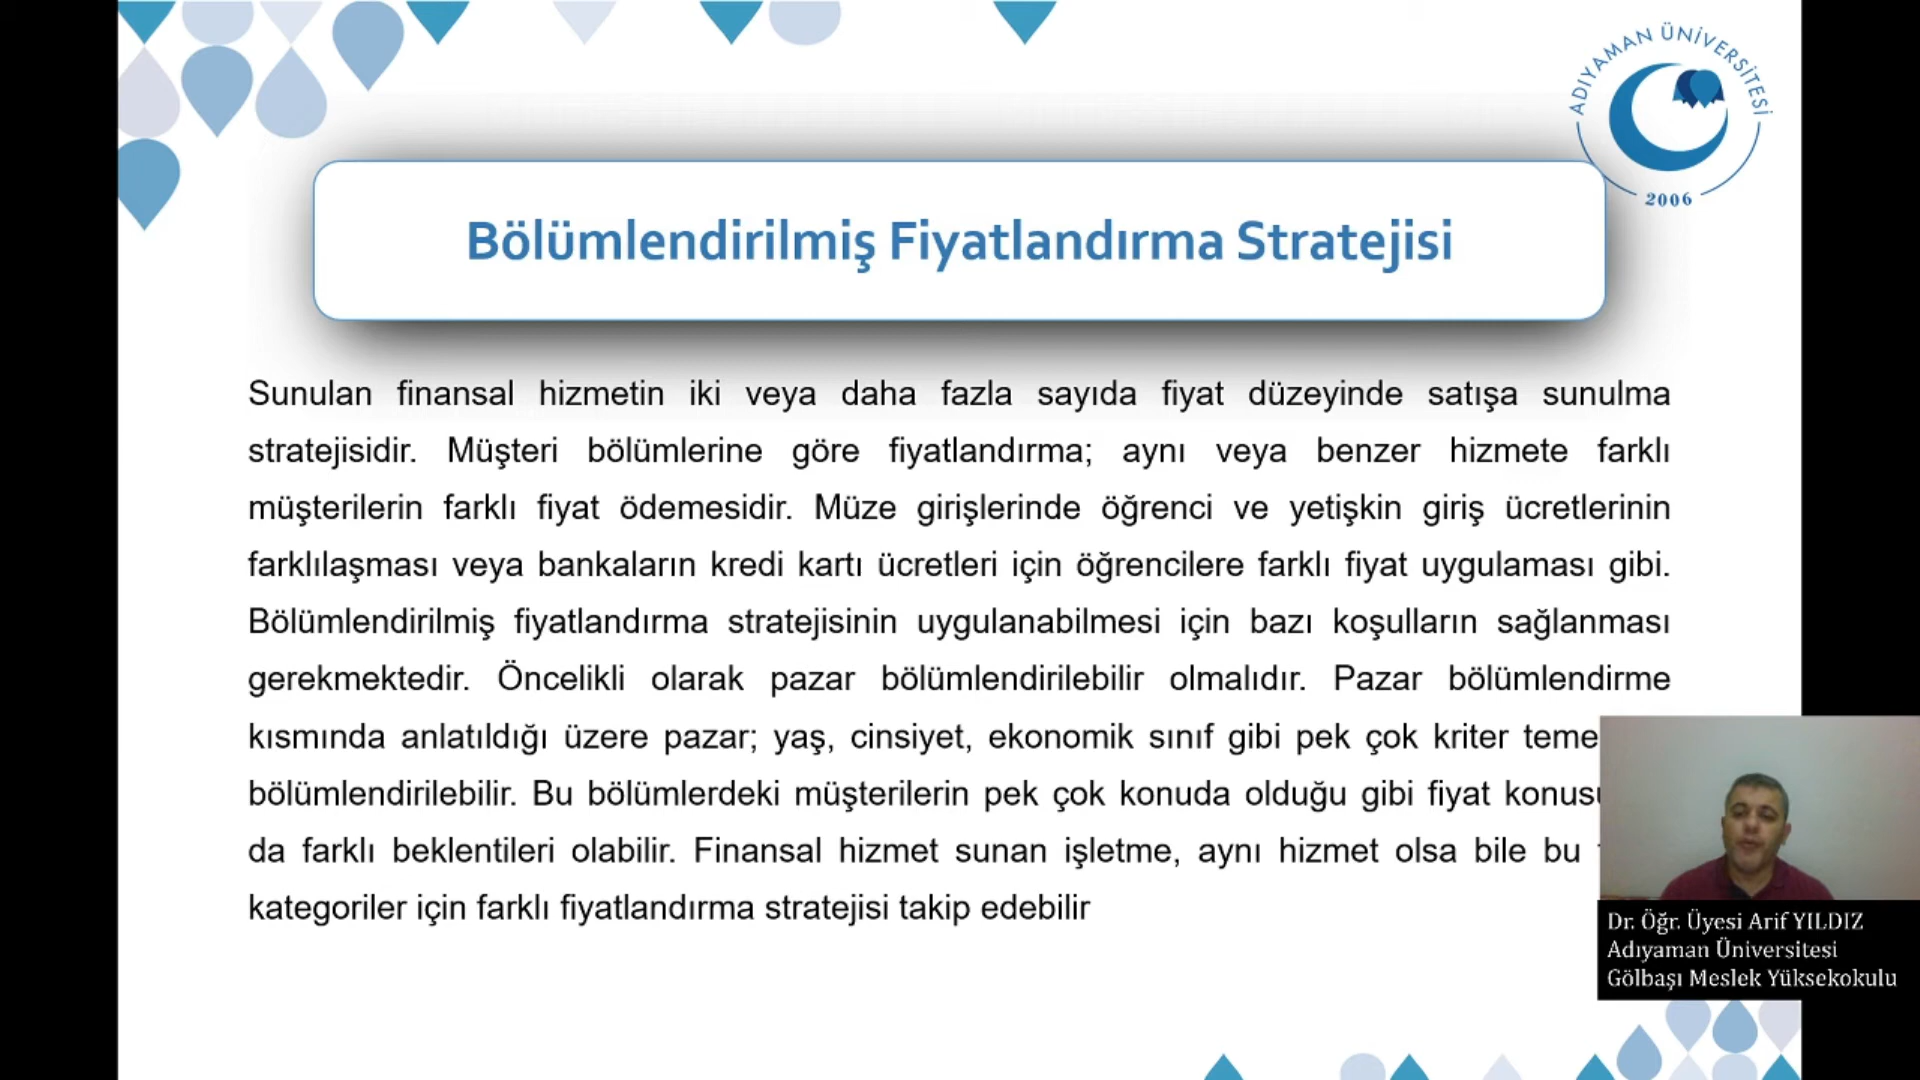 ADIYAMAN ÜNİVERSİTESİ
2006
Bölümlendirilmiş Fiyatlandırma Stratejisi
Sunulan finansal hizmetin iki veya daha fazla sayıda fiyat düzeyinde satışa sunulma
stratejisidir. Müşteri bölümlerine göre fiyatlandırma; aynı veya benzer hizmete farklı
müşterilerin farklı fiyat ödemesidir. Müze girişlerinde öğrenci ve yetişkin giriş ücretlerinin
farklılaşması veya bankaların kredi kartı ücretleri için öğrencilere farklı fiyat uygulaması gibi.
Bölümlendirilmiş fiyatlandırma stratejisinin uygulanabilmesi için bazı koşulların sağlanması
gerekmektedir. Öncelikli olarak pazar bölümlendirilebilir olmalıdır. Pazar bölümlendirme
kısmında anlatıldığı üzere pazar; yaş, cinsiyet, ekonomik sınıf gibi pek çok kriter
bölümlendirilebilir. Bu bölümlerdeki müşterilerin pek çok konuda olduğu gibi fiyat
da farklı beklentileri olabilir. Finansal hizmet sunan işletme, aynı hizmet olsa bile bu
kategoriler için farklı fiyatlandırma stratejisi takip edebilir
Dr. Öğr. Üyesi Arif YILDIZ
Adıyaman Üniversitesi
Gölbaşı Meslek Yüksekokulu